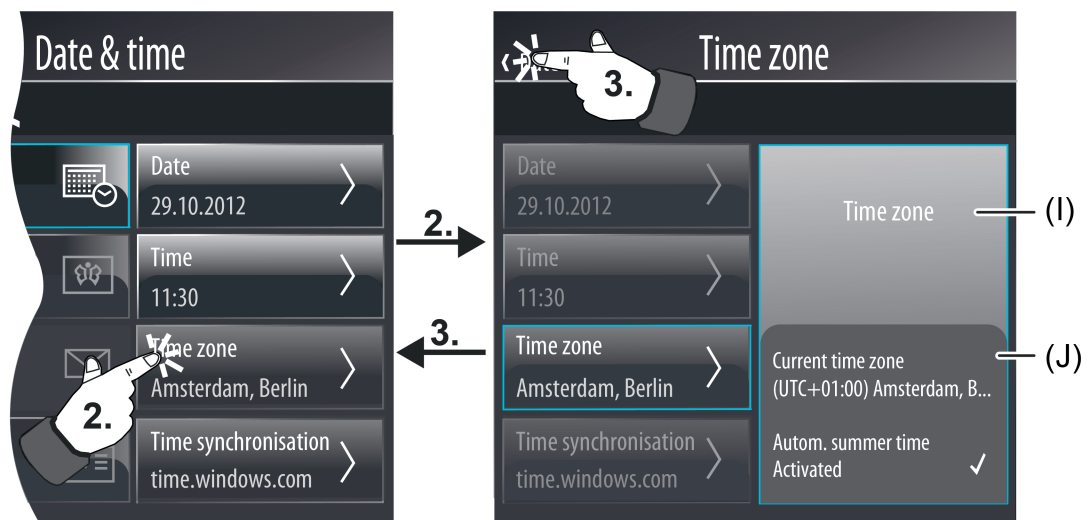 Date & time
Date
29.10.2012
Time
11:30
Time zone
Amsterdam, Berlin
2.
Time synchronisation
time.windows.com
2.
3.
Time zone
3.
Date
29.10.2012
Time
11:30
Time zone
Amsterdam, Berlin
Time synchronisation
time.windows.com
Time zone
(I)
Current time zone
(UTC+01:00) Amsterdam, B...
Autom. summer time
Activated
(J)